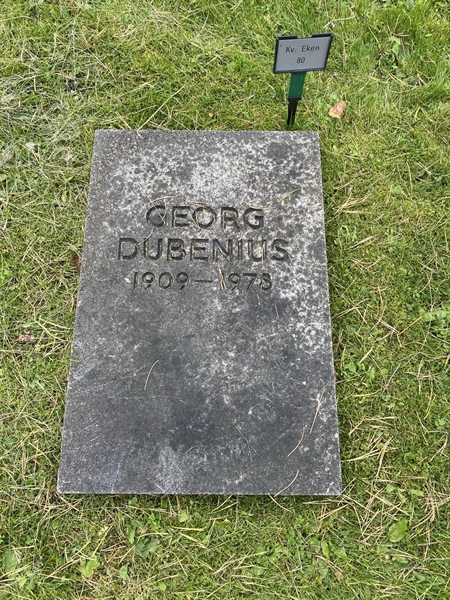 Kv. Eken
80
GEORG
DUBENIUS
1909—1978